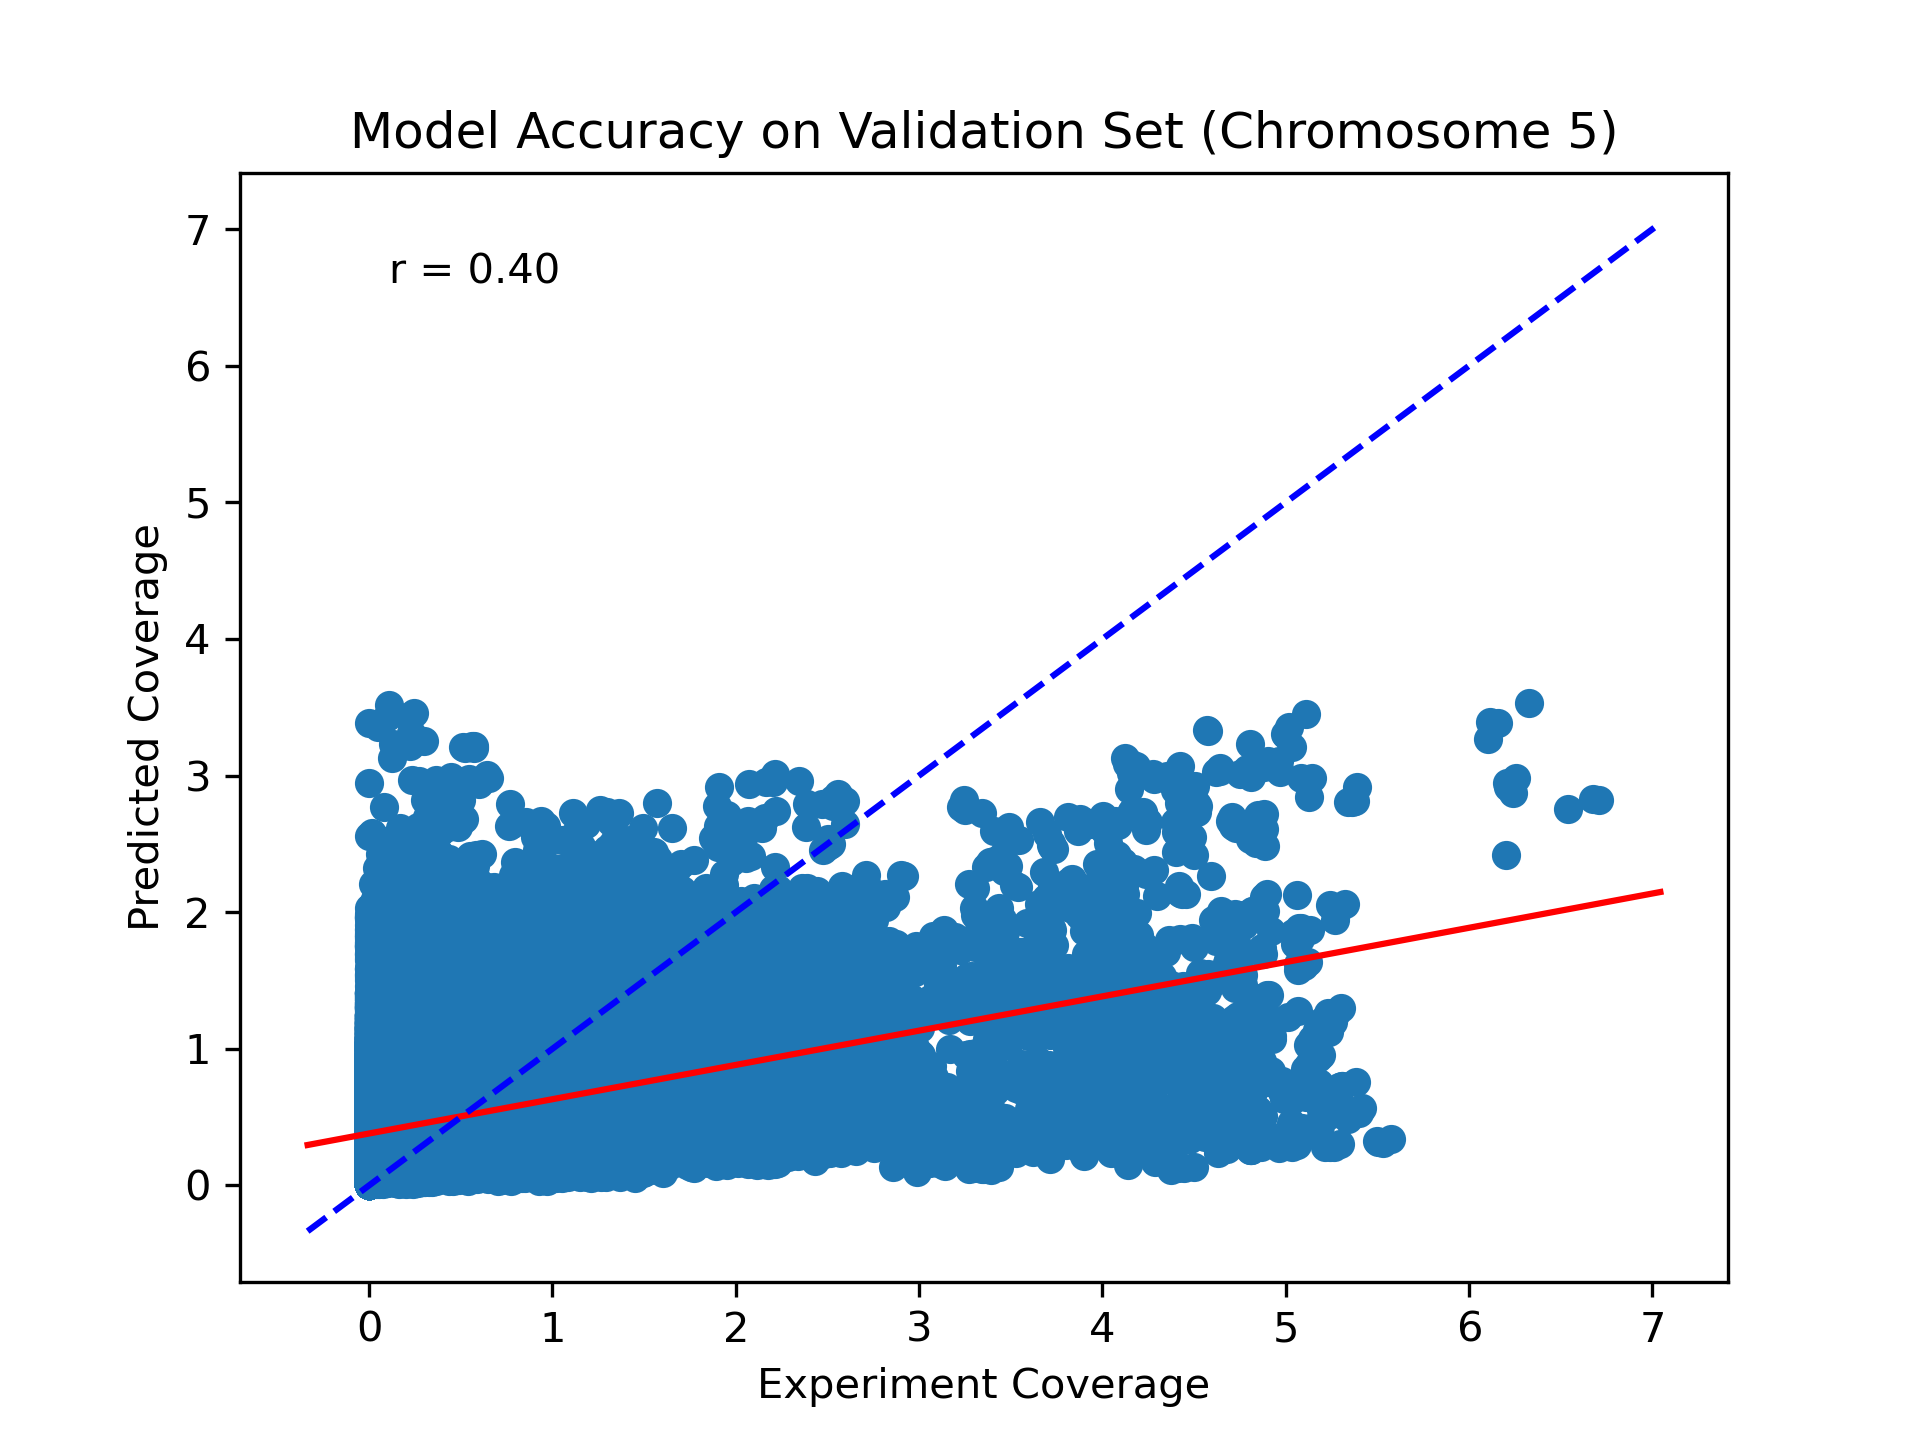 Model Accuracy on Validation Set (Chromosome 5)
r = 0.40
7
6
5
4
3
2
1
0
Predicted Coverage
0 1 2 3 4 5 6 7
Experiment Coverage